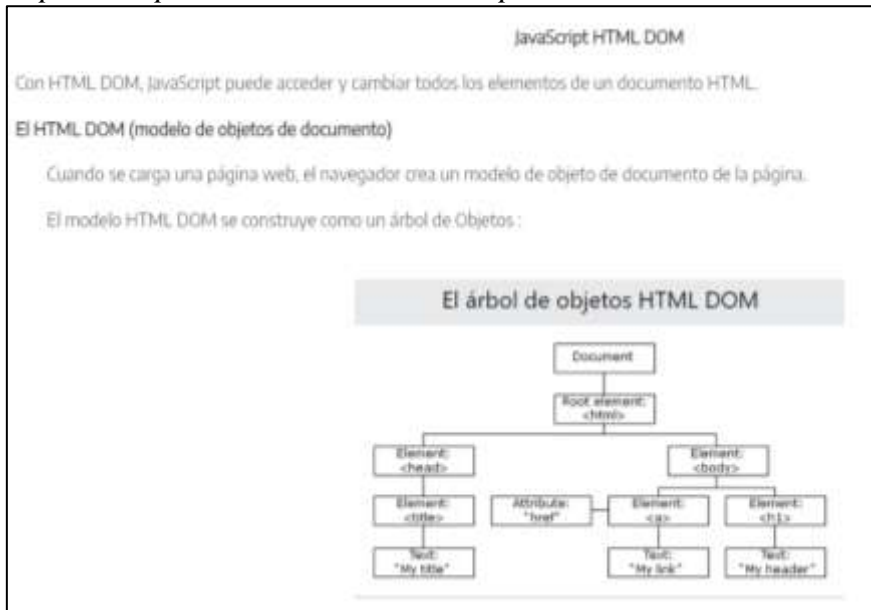 JavaScript HTML DOM
Con HTML DOM, JavaScript puede acceder y cambiar todos los elementos de un documento HTML.
El HTML DOM (modelo de objetos de documento)
Cuando se carga una página web, el navegador crea un modelo de objeto de documento de la página.
El modelo HTML DOM se construye como un árbol de Objetos :
El árbol de objetos HTML DOM
Document
Root element:
<html>
Element:
<head>
Element:
<body>
Element:
<title>
Attribute:
"href"
Element:
<a>
Element:
<h1>
Text:
"My title"
Text:
"My link"
Text:
"My header"